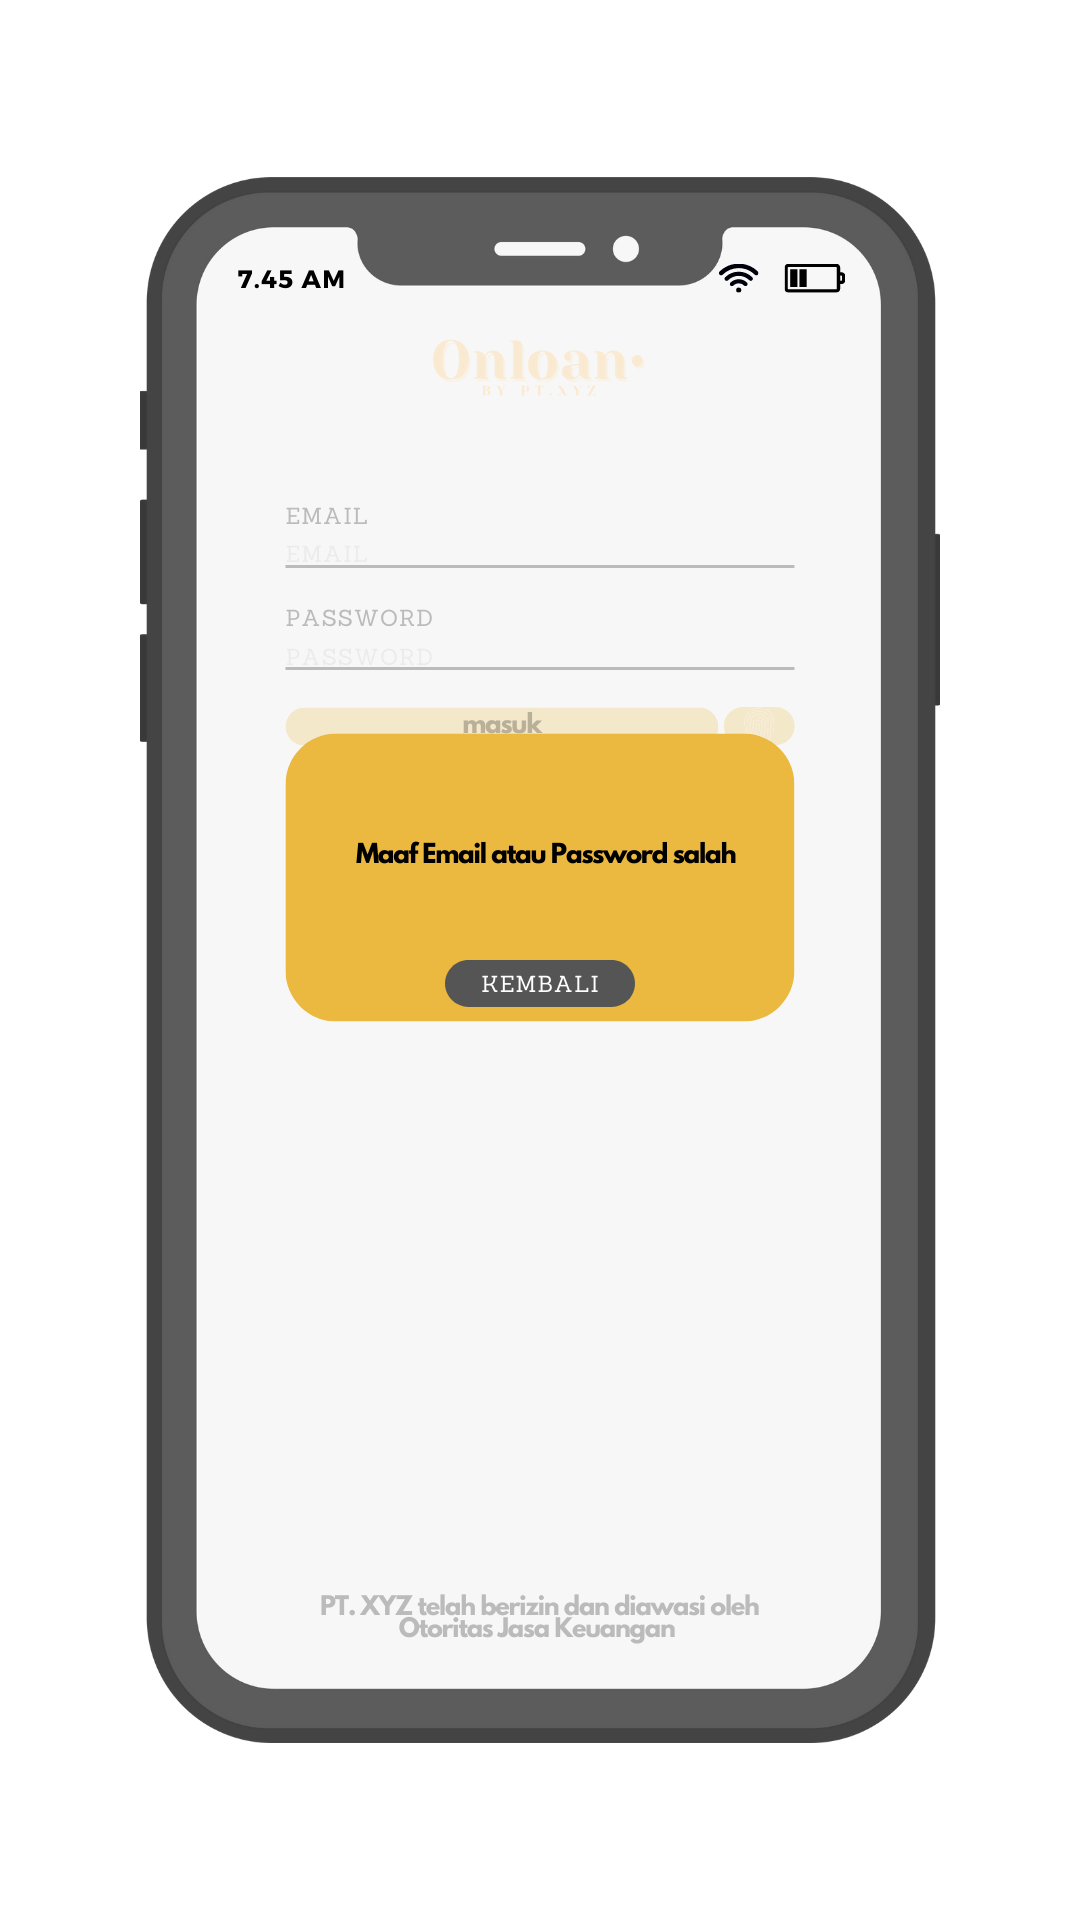 7.45 AM
Onloan
BY PT.XYZ
EMAIL
EMAIL
PASSWORD
PASSWORD
masuk
Maaf Email atau Password salah
KEMBALI
PT. XYZ telah berizin dan diawasi oleh
Otoritas Jasa Keuangan